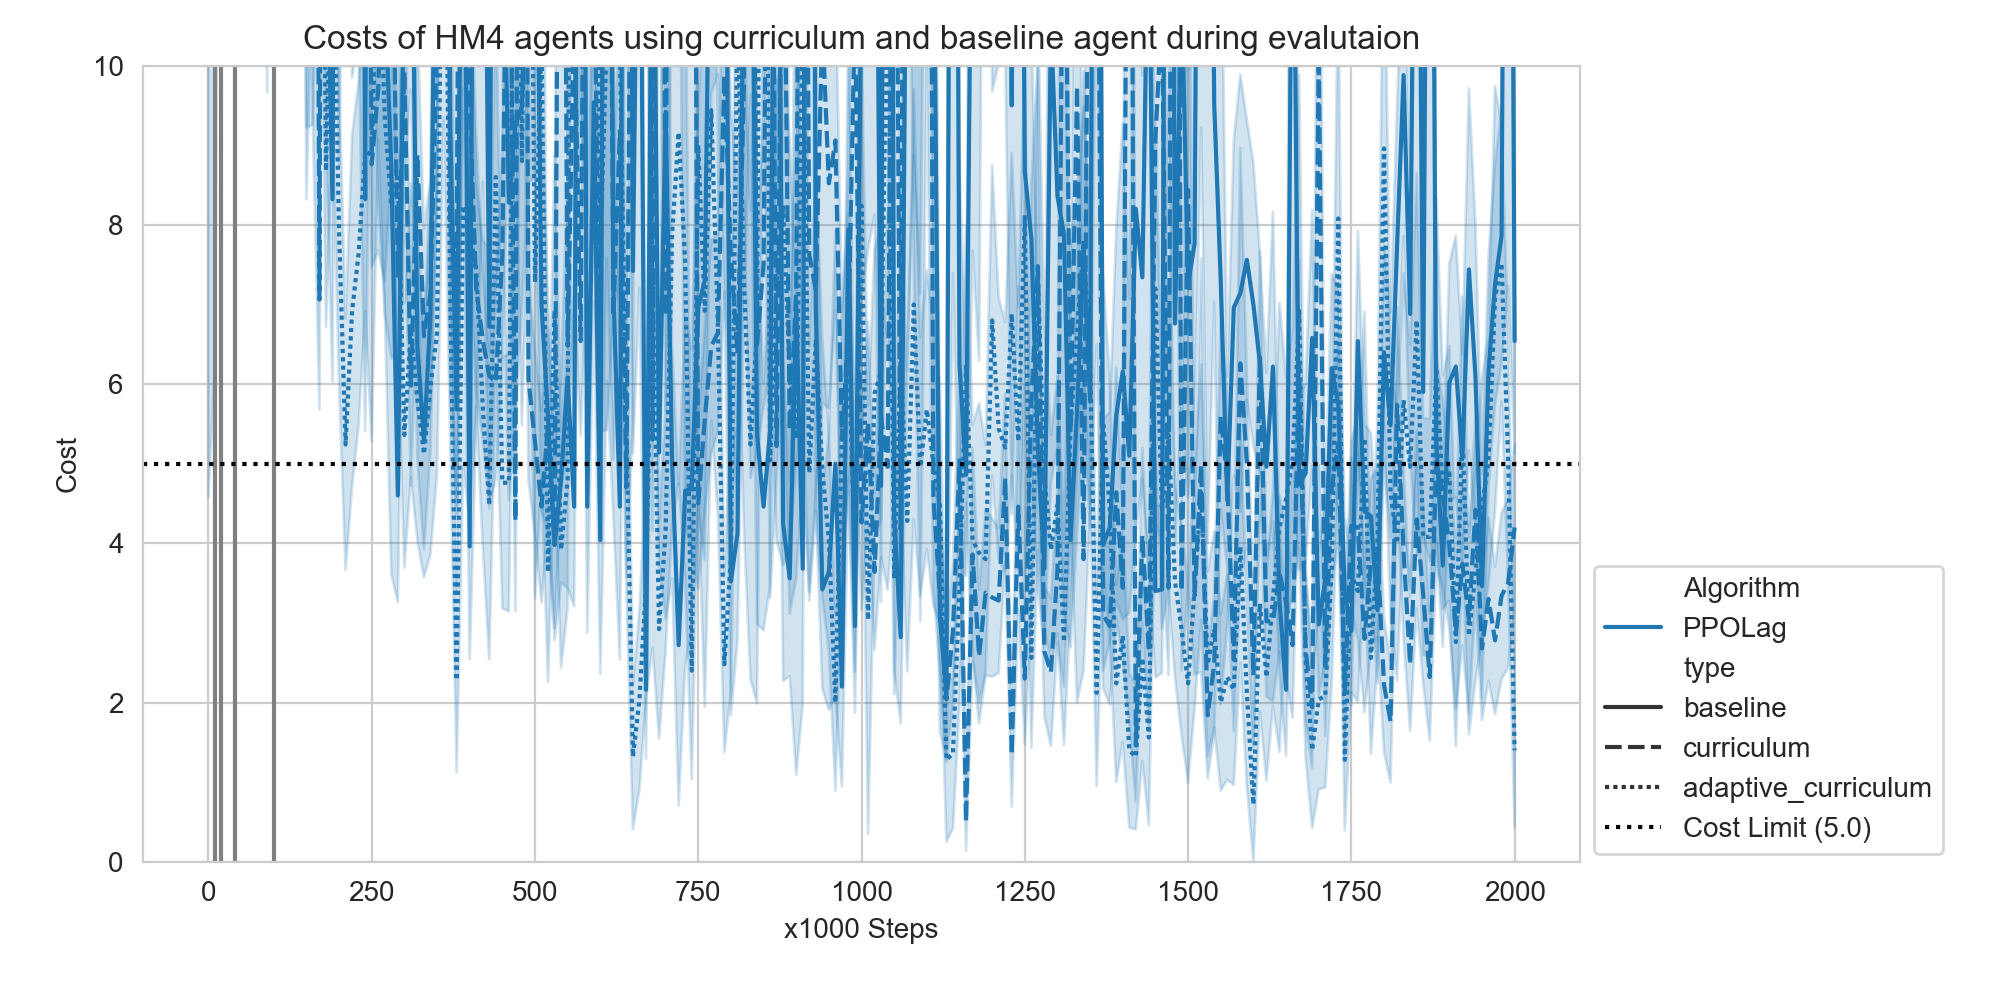 Costs of HM4 agents using curriculum and baseline agent during evalutaion
10
8
6
4
2
0
Cost
0 250 500 750 1000 1250 1500 1750 2000
x1000 Steps
Algorithm
PPOLag
type
baseline
curriculum
adaptive_curriculum
Cost Limit (5.0)